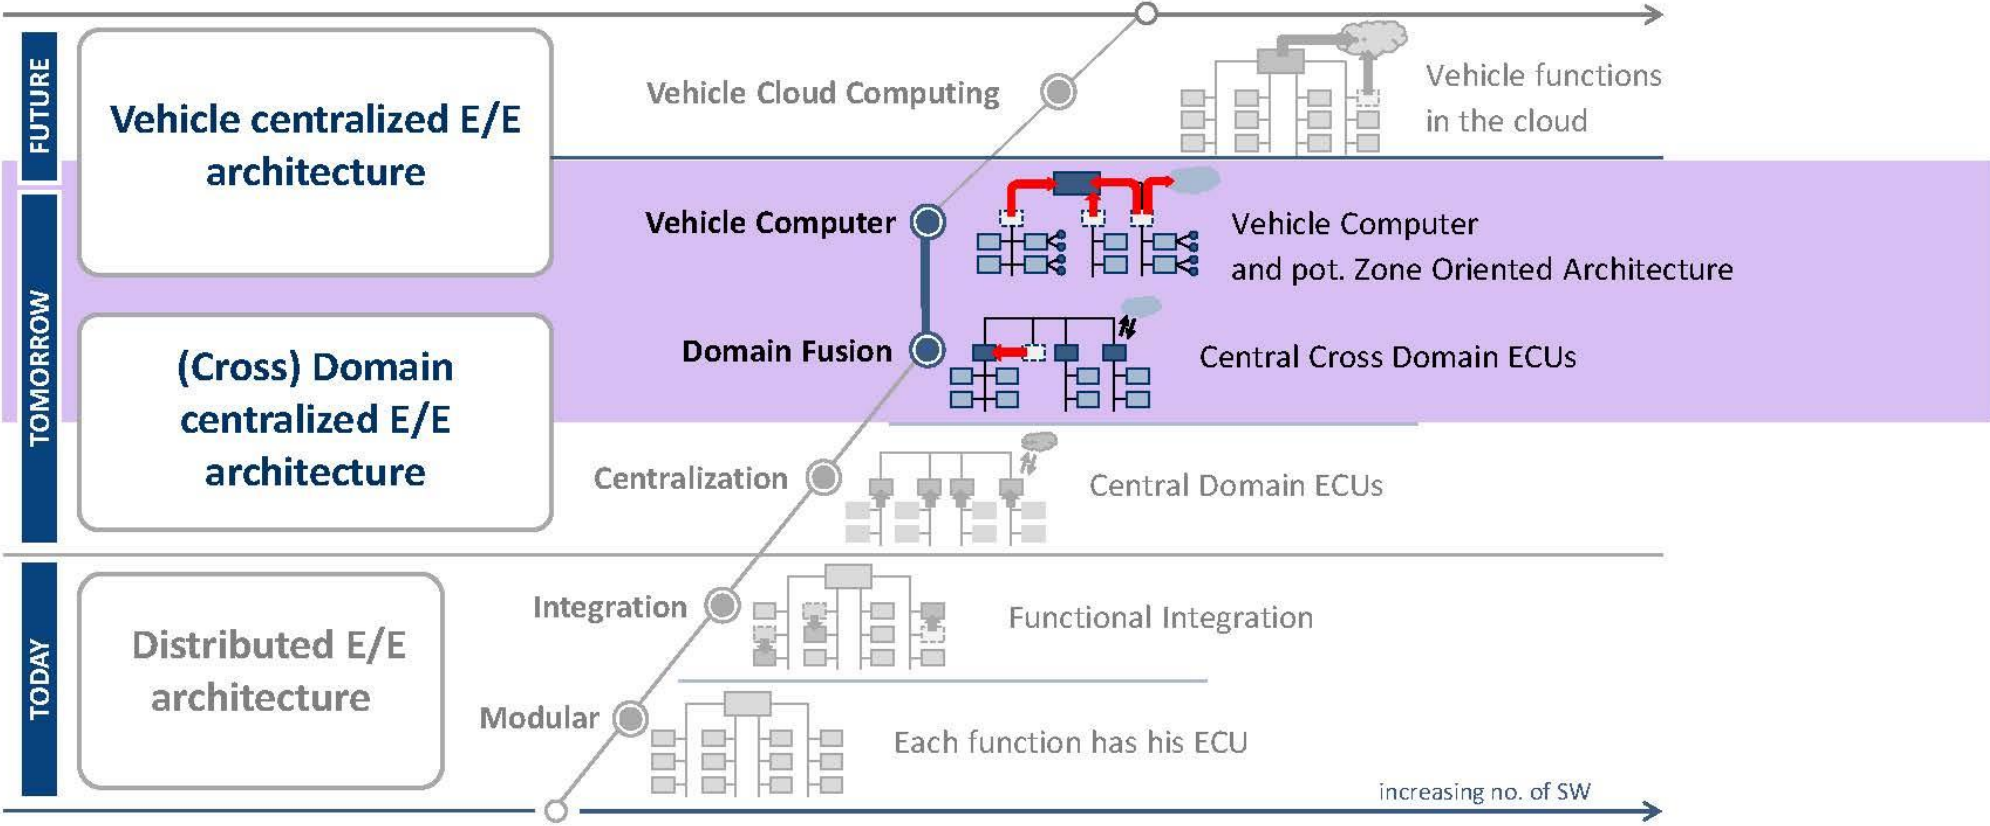 FUTURE
Vehicle centralized E/E
architecture
Vehicle Cloud Computing
Vehicle functions
in the cloud
TOMORROW
Vehicle Computer
Vehicle Computer
and pot. Zone Oriented Architecture
(Cross) Domain
centralized E/E
architecture
Domain Fusion
Central Cross Domain ECUs
Centralization
Central Domain ECUs
TODAY
Distributed E/E
architecture
Integration
Functional Integration
Modular
Each function has his ECU
increasing no. of SW